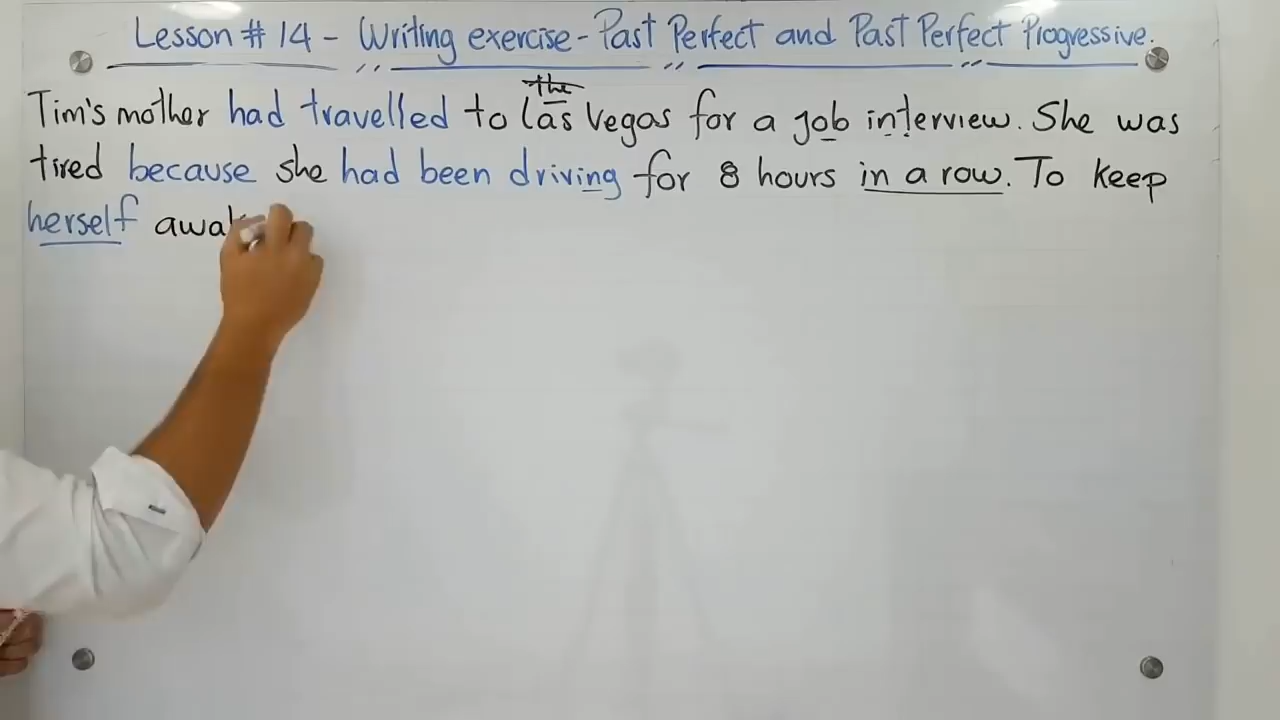 Lesson # 14 - Writing exercise - Past Perfect and Past Perfect Progressive.
the
Tim's mother had travelled to las Vegas for a job interview. She was
tired because she had been driving for 8 hours in a row. To keep
herself